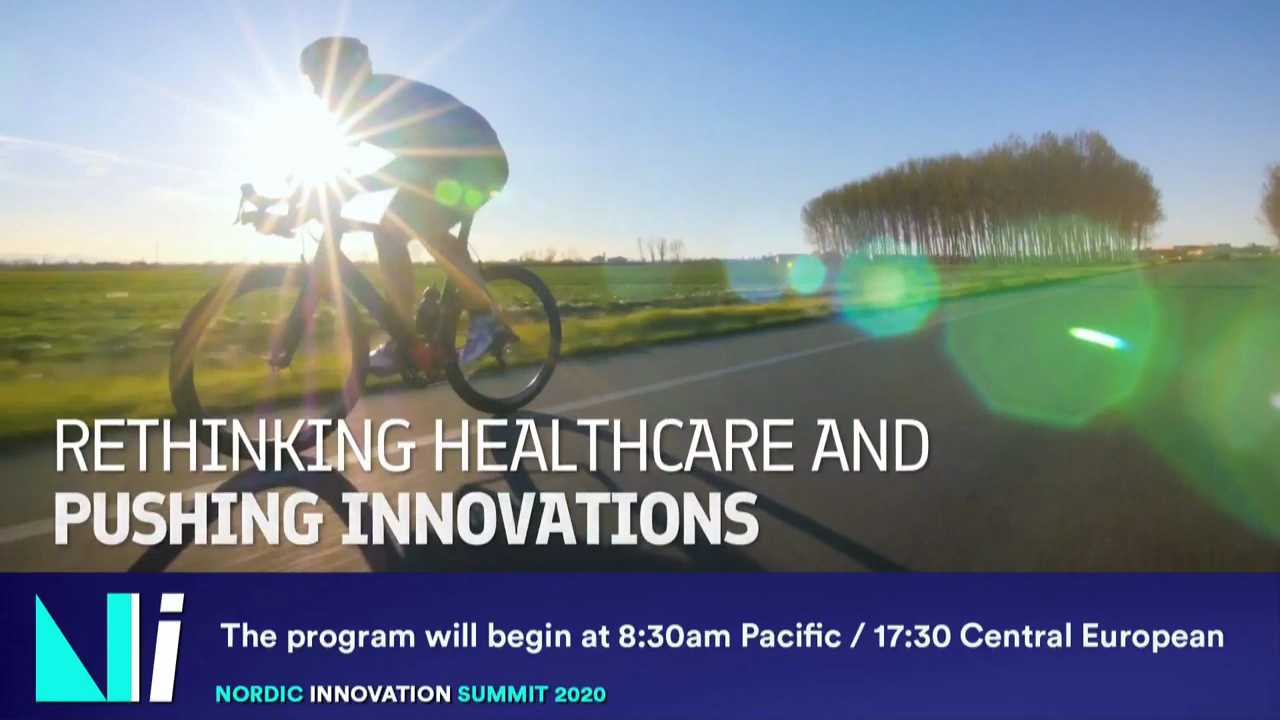 RETHINKING HEALTHCARE AND
PUSHING INNOVATIONS
Ni
The program will begin at 8:30am Pacific / 17:30 Central European
NORDIC INNOVATION SUMMIT 2020